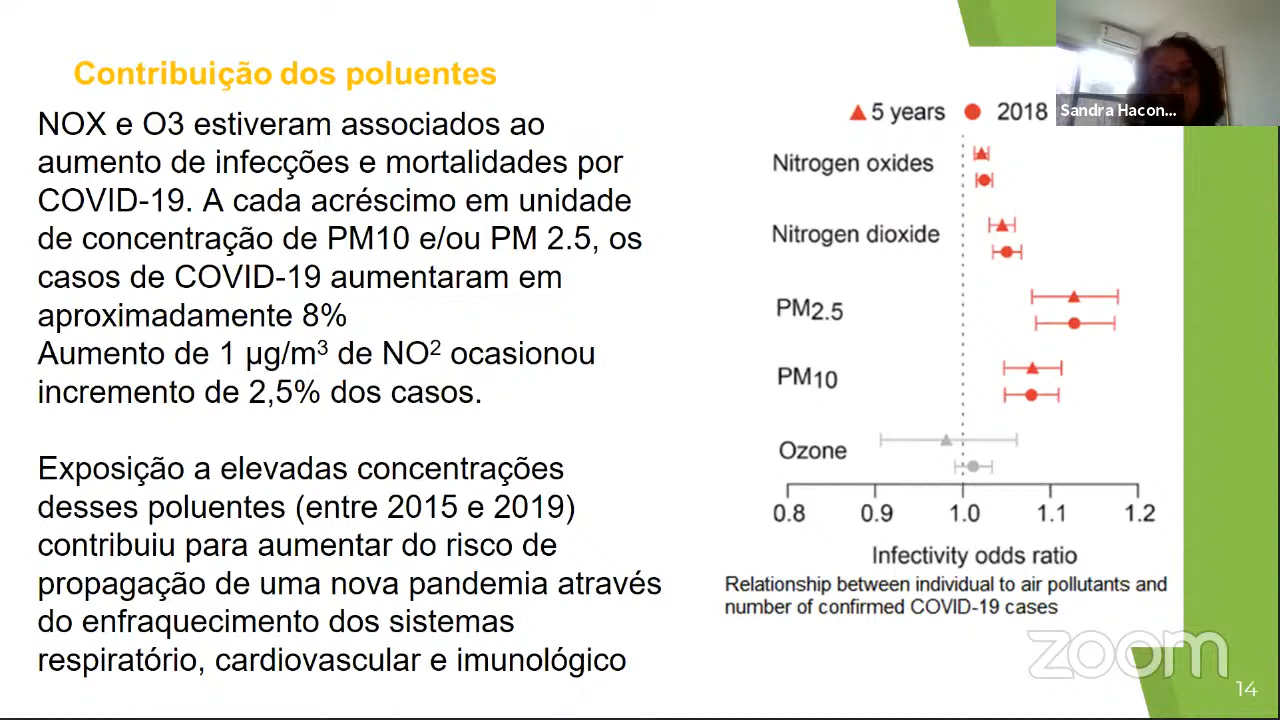 Contribuição dos poluentes
NOX e O3 estiveram associados ao
aumento de infecções e mortalidades por
COVID-19. A cada acréscimo em unidade
de concentração de PM10 e/ou PM 2.5, os
casos de COVID-19 aumentaram em
aproximadamente 8%
Aumento de 1 µg/m³ de NO² ocasionou
incremento de 2,5% dos casos.
Exposição a elevadas concentrações
desses poluentes (entre 2015 e 2019)
contribuiu para aumentar do risco de
propagação de uma nova pandemia através
do enfraquecimento dos sistemas
respiratório, cardiovascular e imunológico
Sandra Hacon...
5 years 2018
Nitrogen oxides
Nitrogen dioxide
PM2.5
PM10
Ozone
0.8 0.9 1.0 1.1 1.2
Infectivity odds ratio
Relationship between individual to air pollutants and
number of confirmed COVID-19 cases
zoom
14